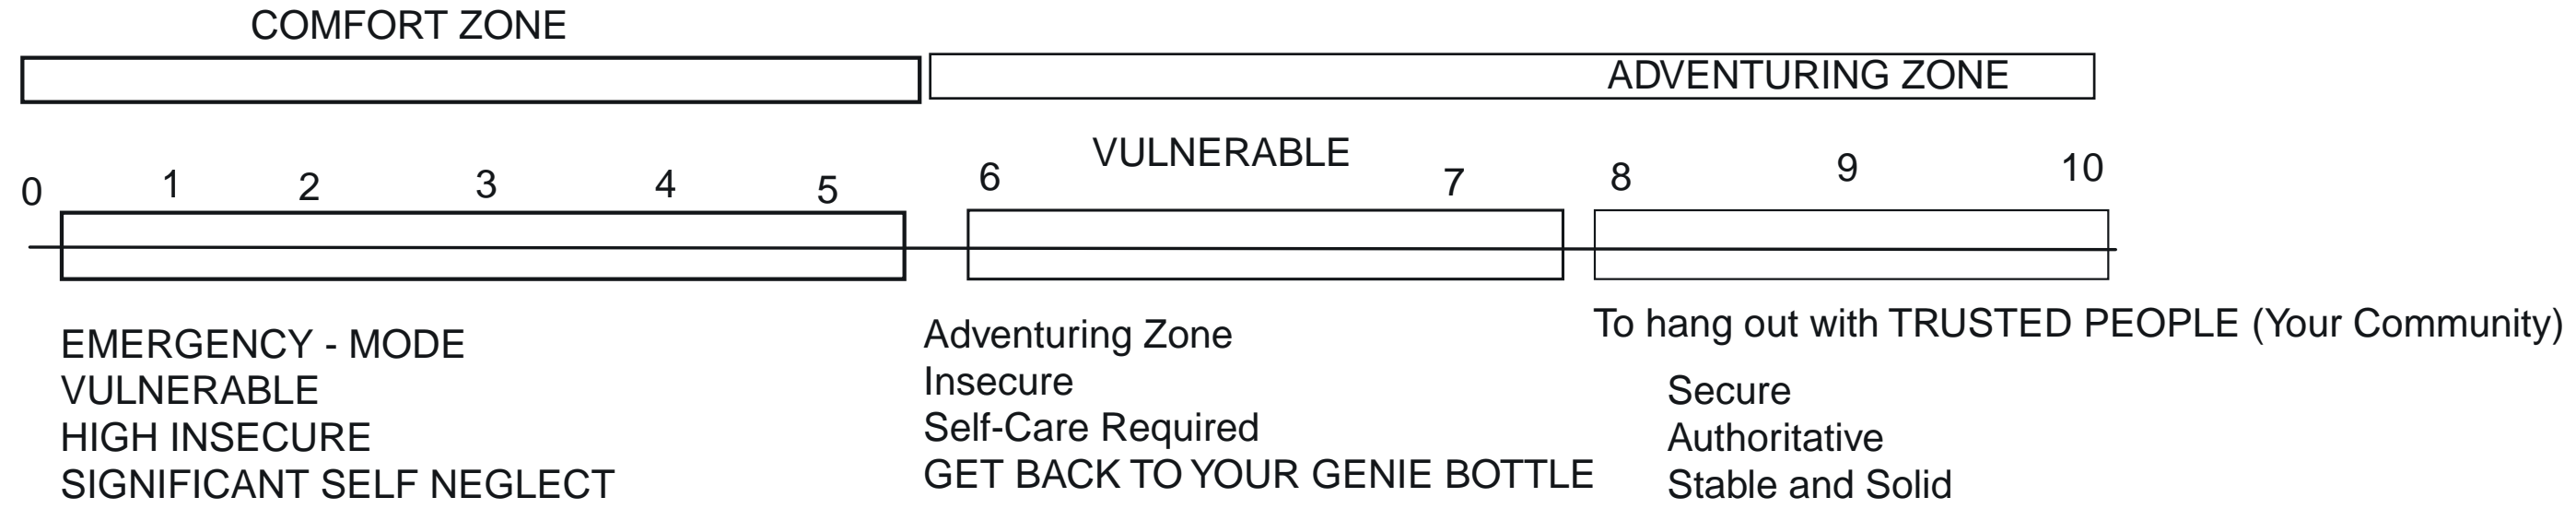 COMFORT ZONE
ADVENTURING ZONE
VULNERABLE
0 1 2 3 4 5 6 7 8 9 10
EMERGENCY - MODE
VULNERABLE
HIGH INSECURE
SIGNIFICANT SELF NEGLECT
Adventuring Zone
Insecure
Self-Care Required
GET BACK TO YOUR GENIE BOTTLE
To hang out with TRUSTED PEOPLE (Your Community)
Secure
Authoritative
Stable and Solid